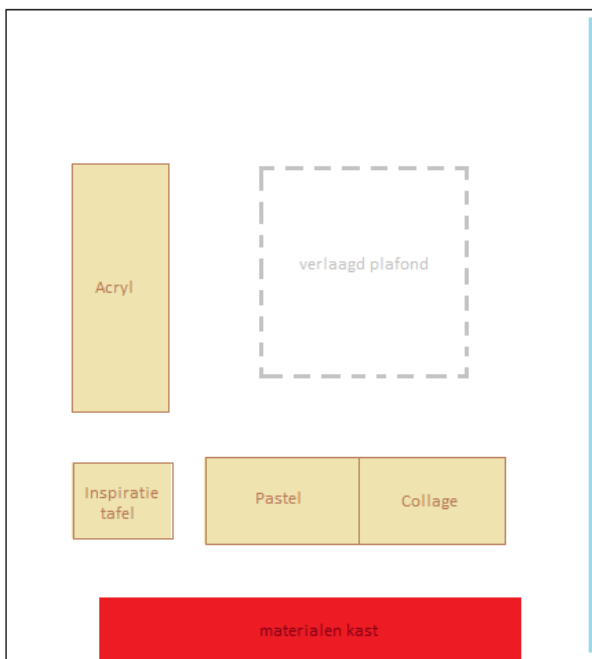 verlaagd plafond
Acryl
Inspiratie
tafel
Pastel
Collage
materialen kast